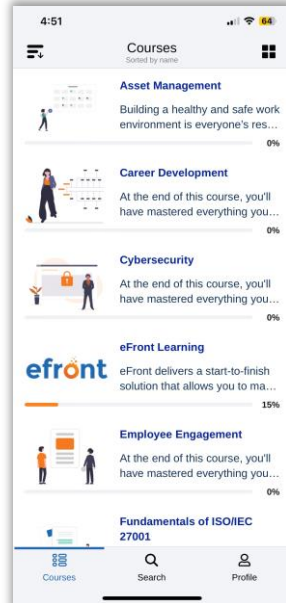 4:51
64
Courses
Sorted by name
Asset Management
Building a healthy and safe work
environment is everyone's res...
0%
Career Development
At the end of this course, you'll
have mastered everything you...
0%
Cybersecurity
At the end of this course, you'll
have mastered everything you...
0%
efront
eFront Learning
eFront delivers a start-to-finish
solution that allows you to ma...
15%
Employee Engagement
At the end of this course, you'll
have mastered everything you...
0%
Fundamentals of ISO/IEC
27001
Courses
Search
Profile